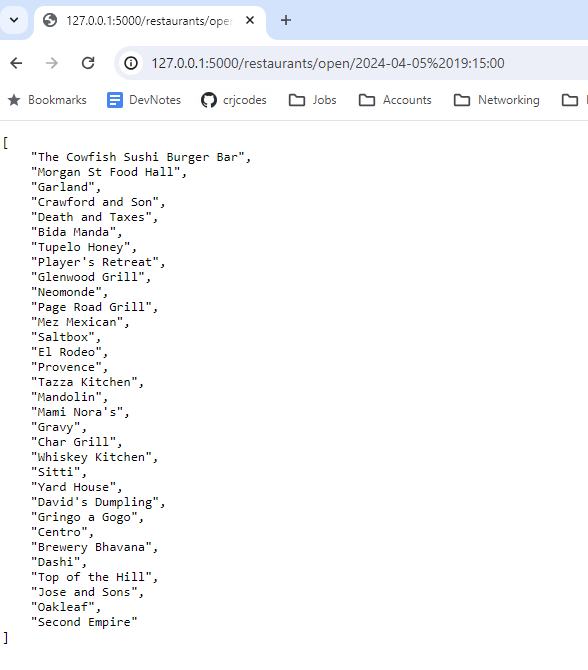 127.0.0.1:5000/restaurants/ope
127.0.0.1:5000/restaurants/open/2024-04-05%2019:15:00
Bookmarks DevNotes crjcodes Jobs Accounts Networking
[
"The Cowfish Sushi Burger Bar",
"Morgan St Food Hall",
"Garland",
"Crawford and Son",
"Death and Taxes",
"Bida Manda",
"Tupelo Honey",
"Player's Retreat",
"Glenwood Grill",
"Neomonde",
"Page Road Grill",
"Mez Mexican",
"Saltbox",
"El Rodeo",
"Provence",
"Tazza Kitchen",
"Mandolin",
"Mami Nora's",
"Gravy",
"Char Grill",
"Whiskey Kitchen",
"Sitti",
"Yard House",
"David's Dumpling",
"Gringo a Gogo",
"Centro",
"Brewery Bhavana",
"Dashi",
"Top of the Hill",
"Jose and Sons",
"Oakleaf",
"Second Empire"
]